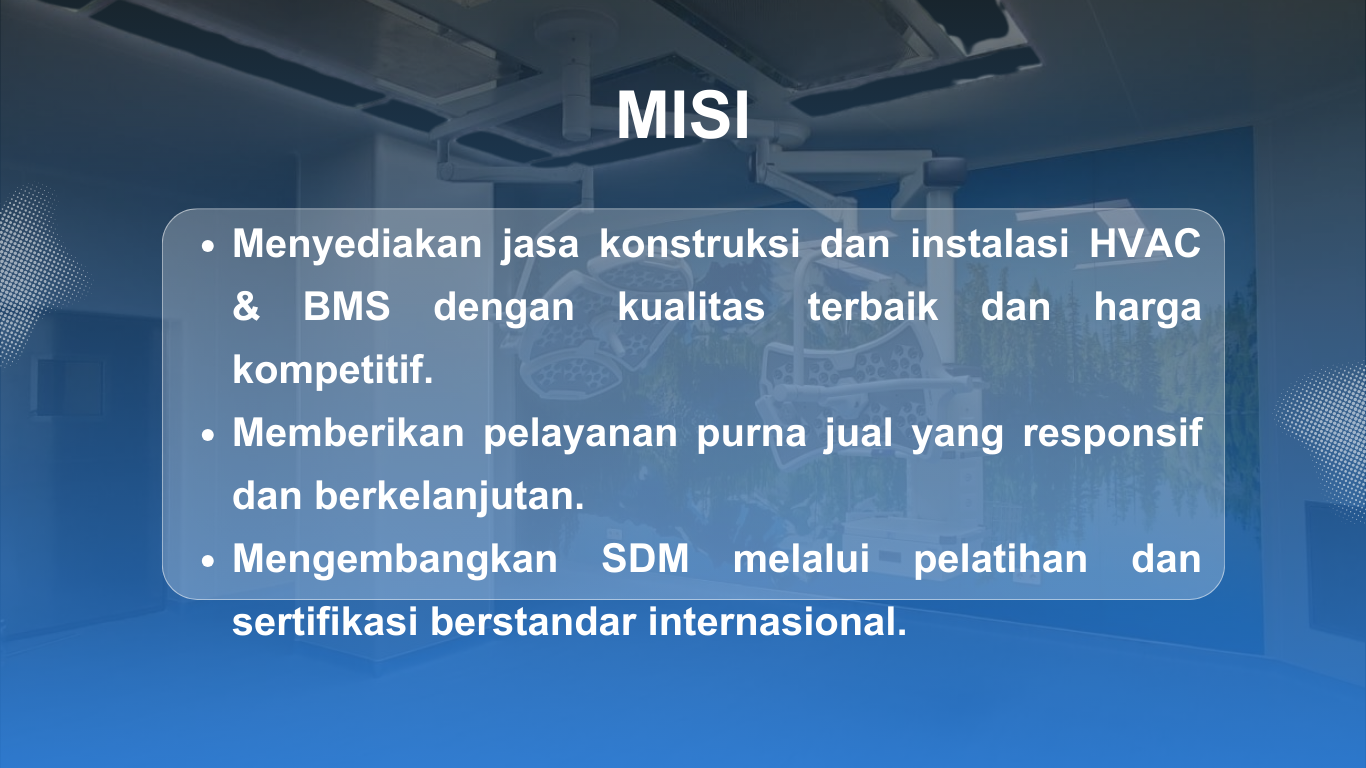 MISI
• Menyediakan jasa konstruksi dan instalasi HVAC
& BMS dengan kualitas terbaik dan harga
kompetitif.
• Memberikan pelayanan purna jual yang responsif
dan berkelanjutan.
• Mengembangkan SDM melalui pelatihan dan
sertifikasi berstandar internasional.